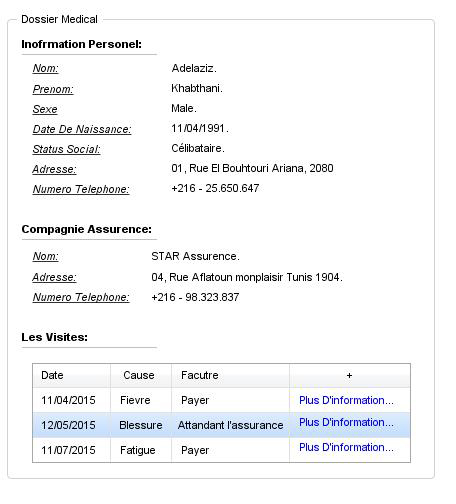 Dossier Medical
Inofrmation Personel:
Nom: Adelaziz.
Prenom: Khabthani.
Sexe Male.
Date De Naissance: 11/04/1991.
Status Social: Célibataire.
Adresse: 01, Rue El Bouhtouri Ariana, 2080
Numero Telephone: +216 - 25.650.647
Compagnie Assurence:
Nom: STAR Assurence.
Adresse: 04, Rue Aflatoun monplaisir Tunis 1904.
Numero Telephone: +216 - 98.323.837
Les Visites:
Date Cause Facutre +
11/04/2015 Fievre Payer Plus D'information...
12/05/2015 Blessure Attandant l'assurance Plus D'information...
11/07/2015 Fatigue Payer Plus D'information...